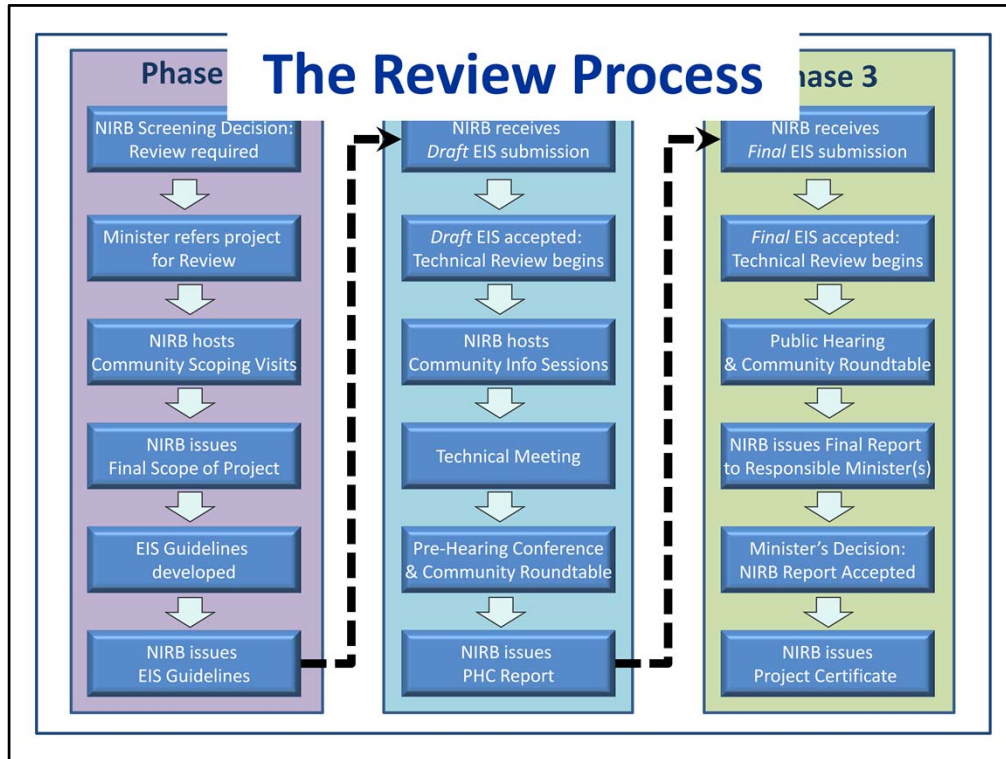 The Review Process
Phase
NIRB Screening Decision:
Review required
Minister refers project
for Review
NIRB hosts
Community Scoping Visits
NIRB issues
Final Scope of Project
EIS Guidelines
developed
NIRB issues
EIS Guidelines
NIRB receives
Draft EIS submission
Draft EIS accepted:
Technical Review begins
NIRB hosts
Community Info Sessions
Technical Meeting
Pre-Hearing Conference
& Community Roundtable
NIRB issues
PHC Report
hase 3
NIRB receives
Final EIS submission
Final EIS accepted:
Technical Review begins
Public Hearing
& Community Roundtable
NIRB issues Final Report
to Responsible Minister(s)
Minister's Decision:
NIRB Report Accepted
NIRB issues
Project Certificate